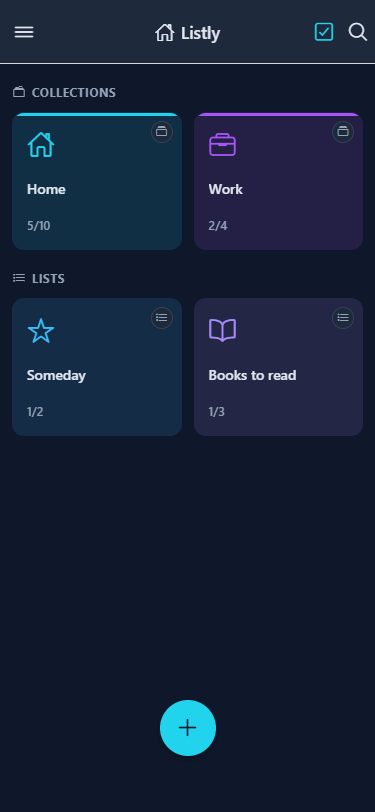 Listly
COLLECTIONS
Home
5/10
Work
2/4
LISTS
Someday
1/2
Books to read
1/3